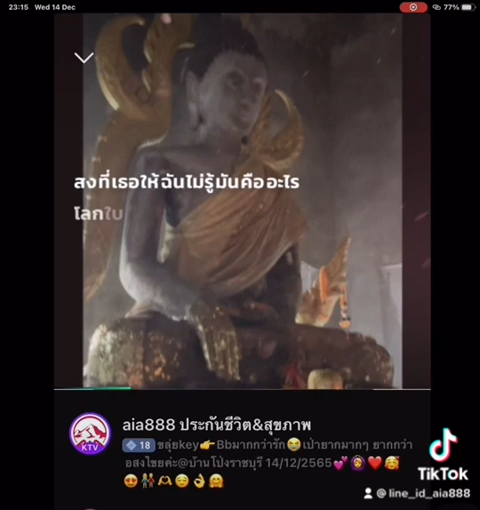 23:15 Wed 14 Dec
77%
สงที่เธอให้ฉันไม่รู้มันคืออะไร
โลกใบ
aia888 ประกันชีวิต&สุขภาพ
18 ขลุ่ยkey👉Bbมากกว่ารัก😭เป่ายากมากๆ ยากกว่า
อสงไขยค่ะ@บ้านโป่งราชบุรี 14/12/2565💕🙆‍♀️❤️🥰
😍👫🫶😌👌🤗
KTV
TikTok
@line_id_aia888